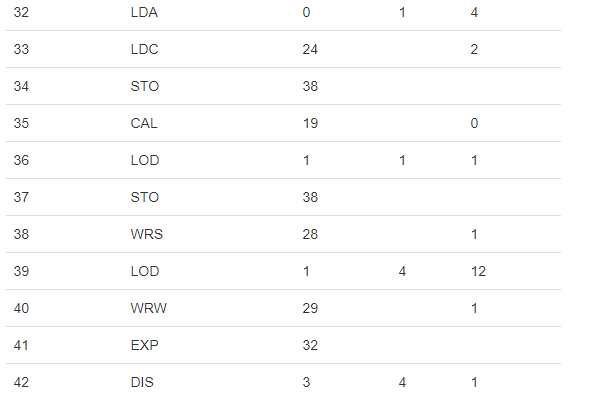 32 LDA 0 1 4
33 LDC 24 2
34 STO 38
35 CAL 19 0
36 LOD 1 1 1
37 STO 38
38 WRS 28 1
39 LOD 1 4 12
40 WRW 29 1
41 EXP 32
42 DIS 3 4 1